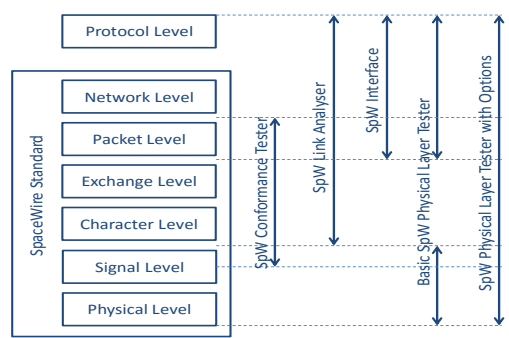 Protocol Level
SpaceWire Standard
Network Level
Packet Level
Exchange Level
Character Level
Signal Level
Physical Level
SpW Conformance Tester
SpW Link Analyser
SpW Interface
Basic SpW Physical Layer Tester
SpW Physical Layer Tester with Options